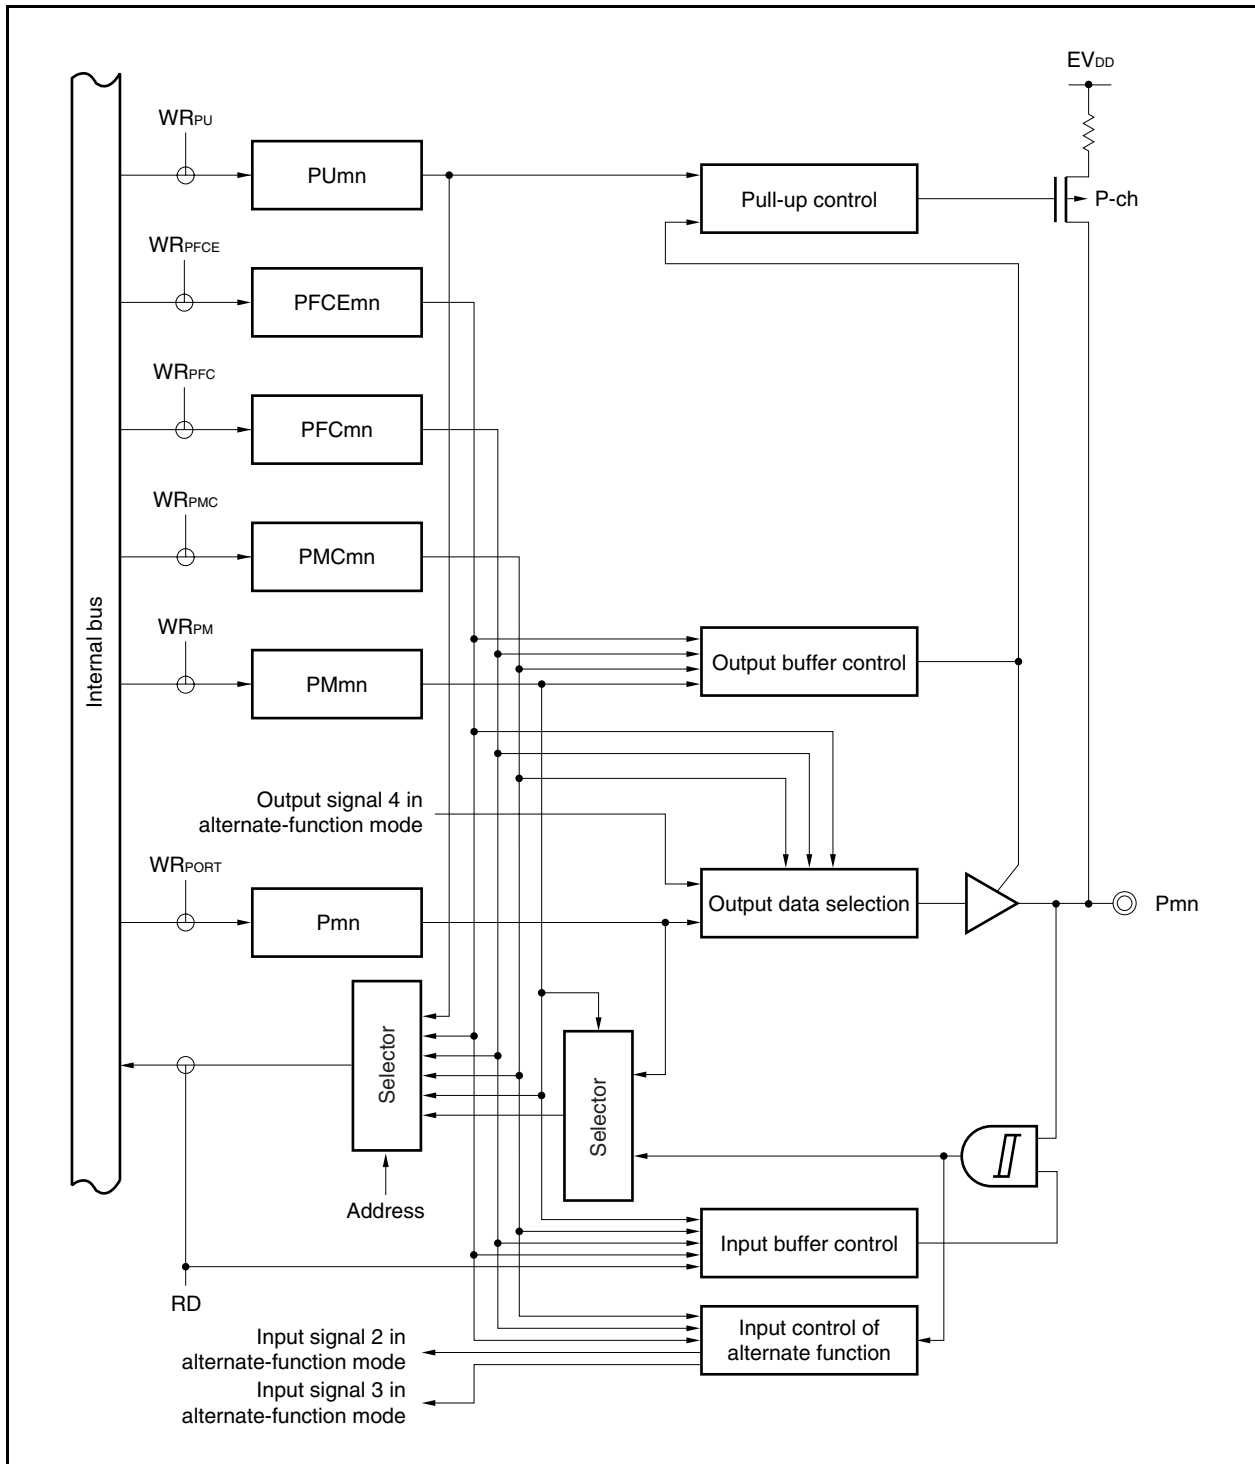 EVDD
WRPU
PUmn
Pull-up control
P-ch
WRPFCE
PFCEmn
WRPFC
PFCmn
WRPMC
PMCmn
Internal bus
WRPM
PMmn
Output buffer control
Output signal 4 in
alternate-function mode
WRPORT
Pmn
Output data selection
Pmn
Selector
Selector
Address
Input buffer control
RD
Input control of
alternate function
Input signal 2 in
alternate-function mode
Input signal 3 in
alternate-function mode